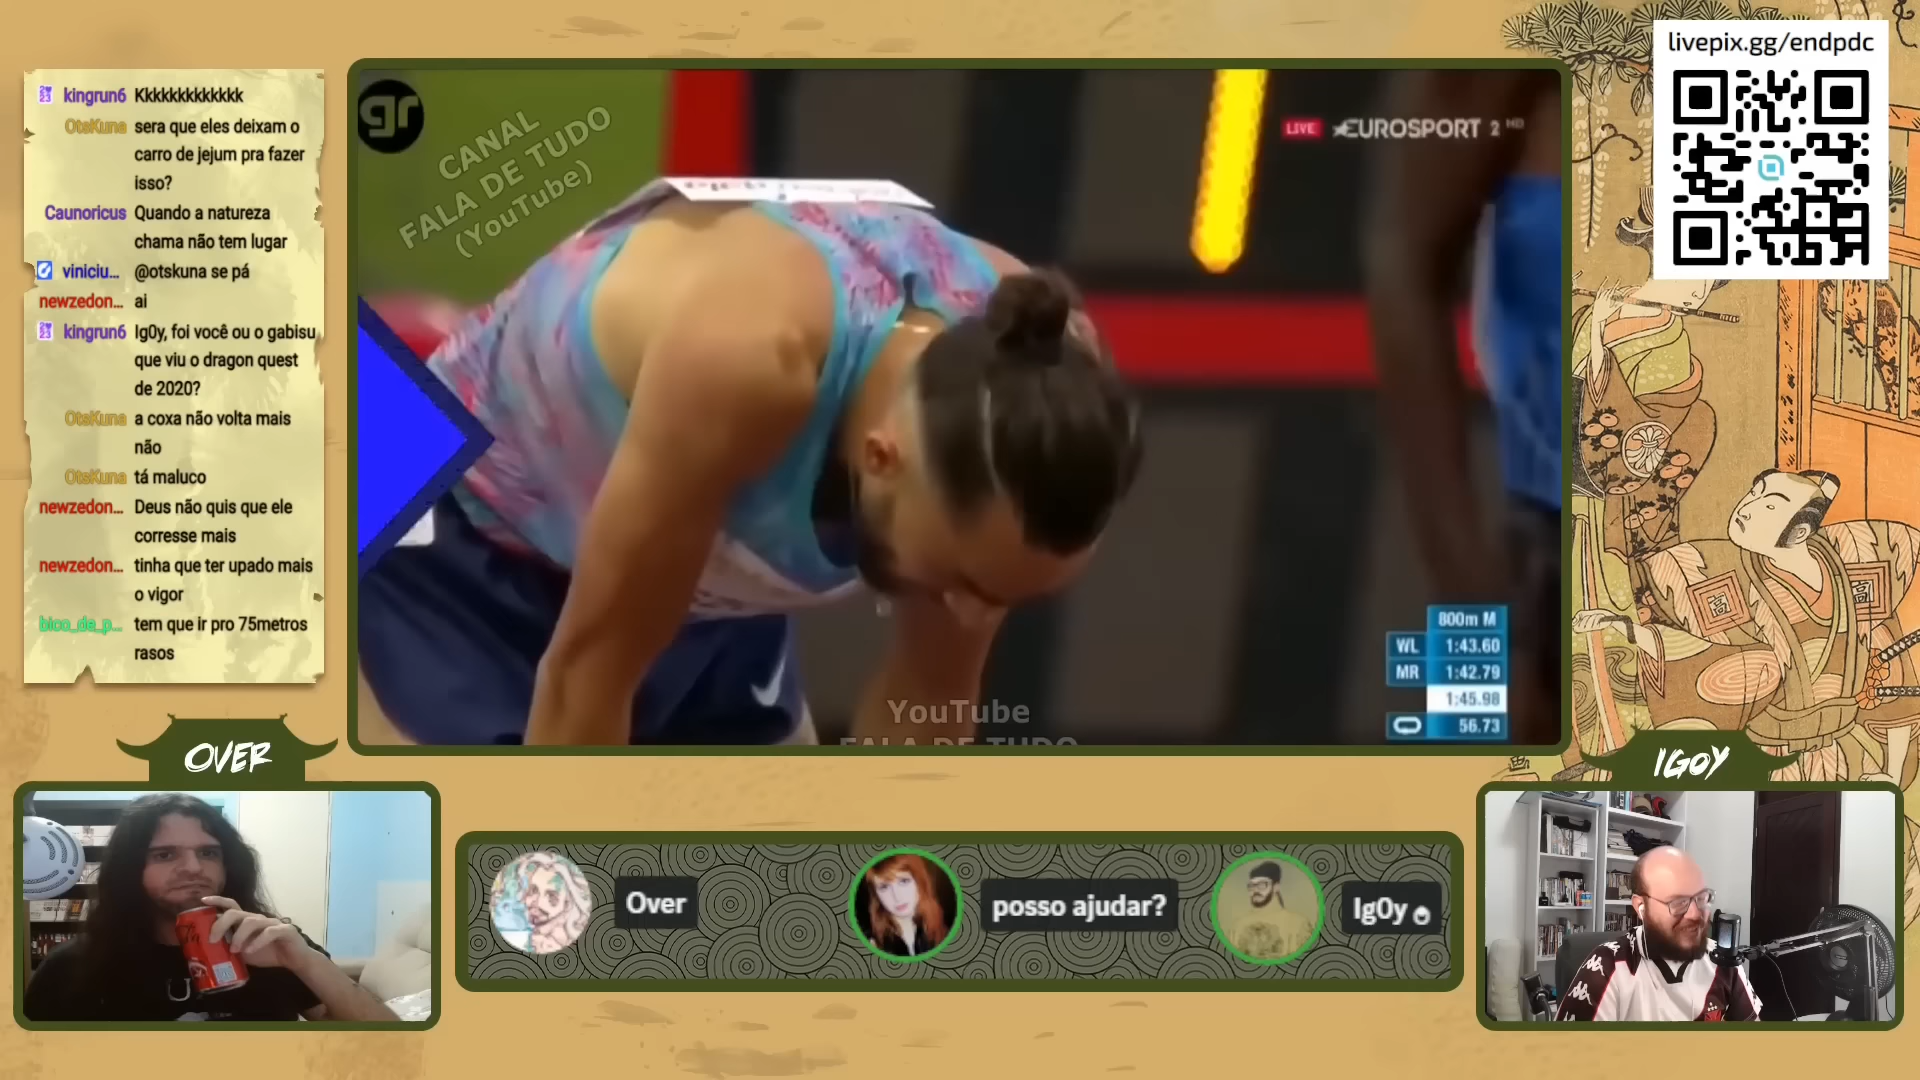 livepix.gg/endpdc
kingrun6 Kkkkkkkkkkkkk
OtsKuna sera que eles deixam o
carro de jejum pra fazer
isso?
Caunoricus Quando a natureza
chama não tem lugar
viniciu... @otskuna se pá
newzedon... ai
kingrun6 Ig0y, foi você ou o gabisu
que viu o dragon quest
de 2020?
OtsKuna a coxa não volta mais
não
OtsKuna tá maluco
newzedon... Deus não quis que ele
corresse mais
newzedon... tinha que ter upado mais
o vigor
bico_de_p... tem que ir pro 75metros
rasos
gr
CANAL
FALA DE TUDO
(YouTube)
LIVE EUROSPORT 2 HD
800m M
WL 1:43.60
MR 1:42.79
1:45.98
56.73
YouTube
FALA DE TUDO
OVER
IGOY
Over
posso ajudar?
Ig0y